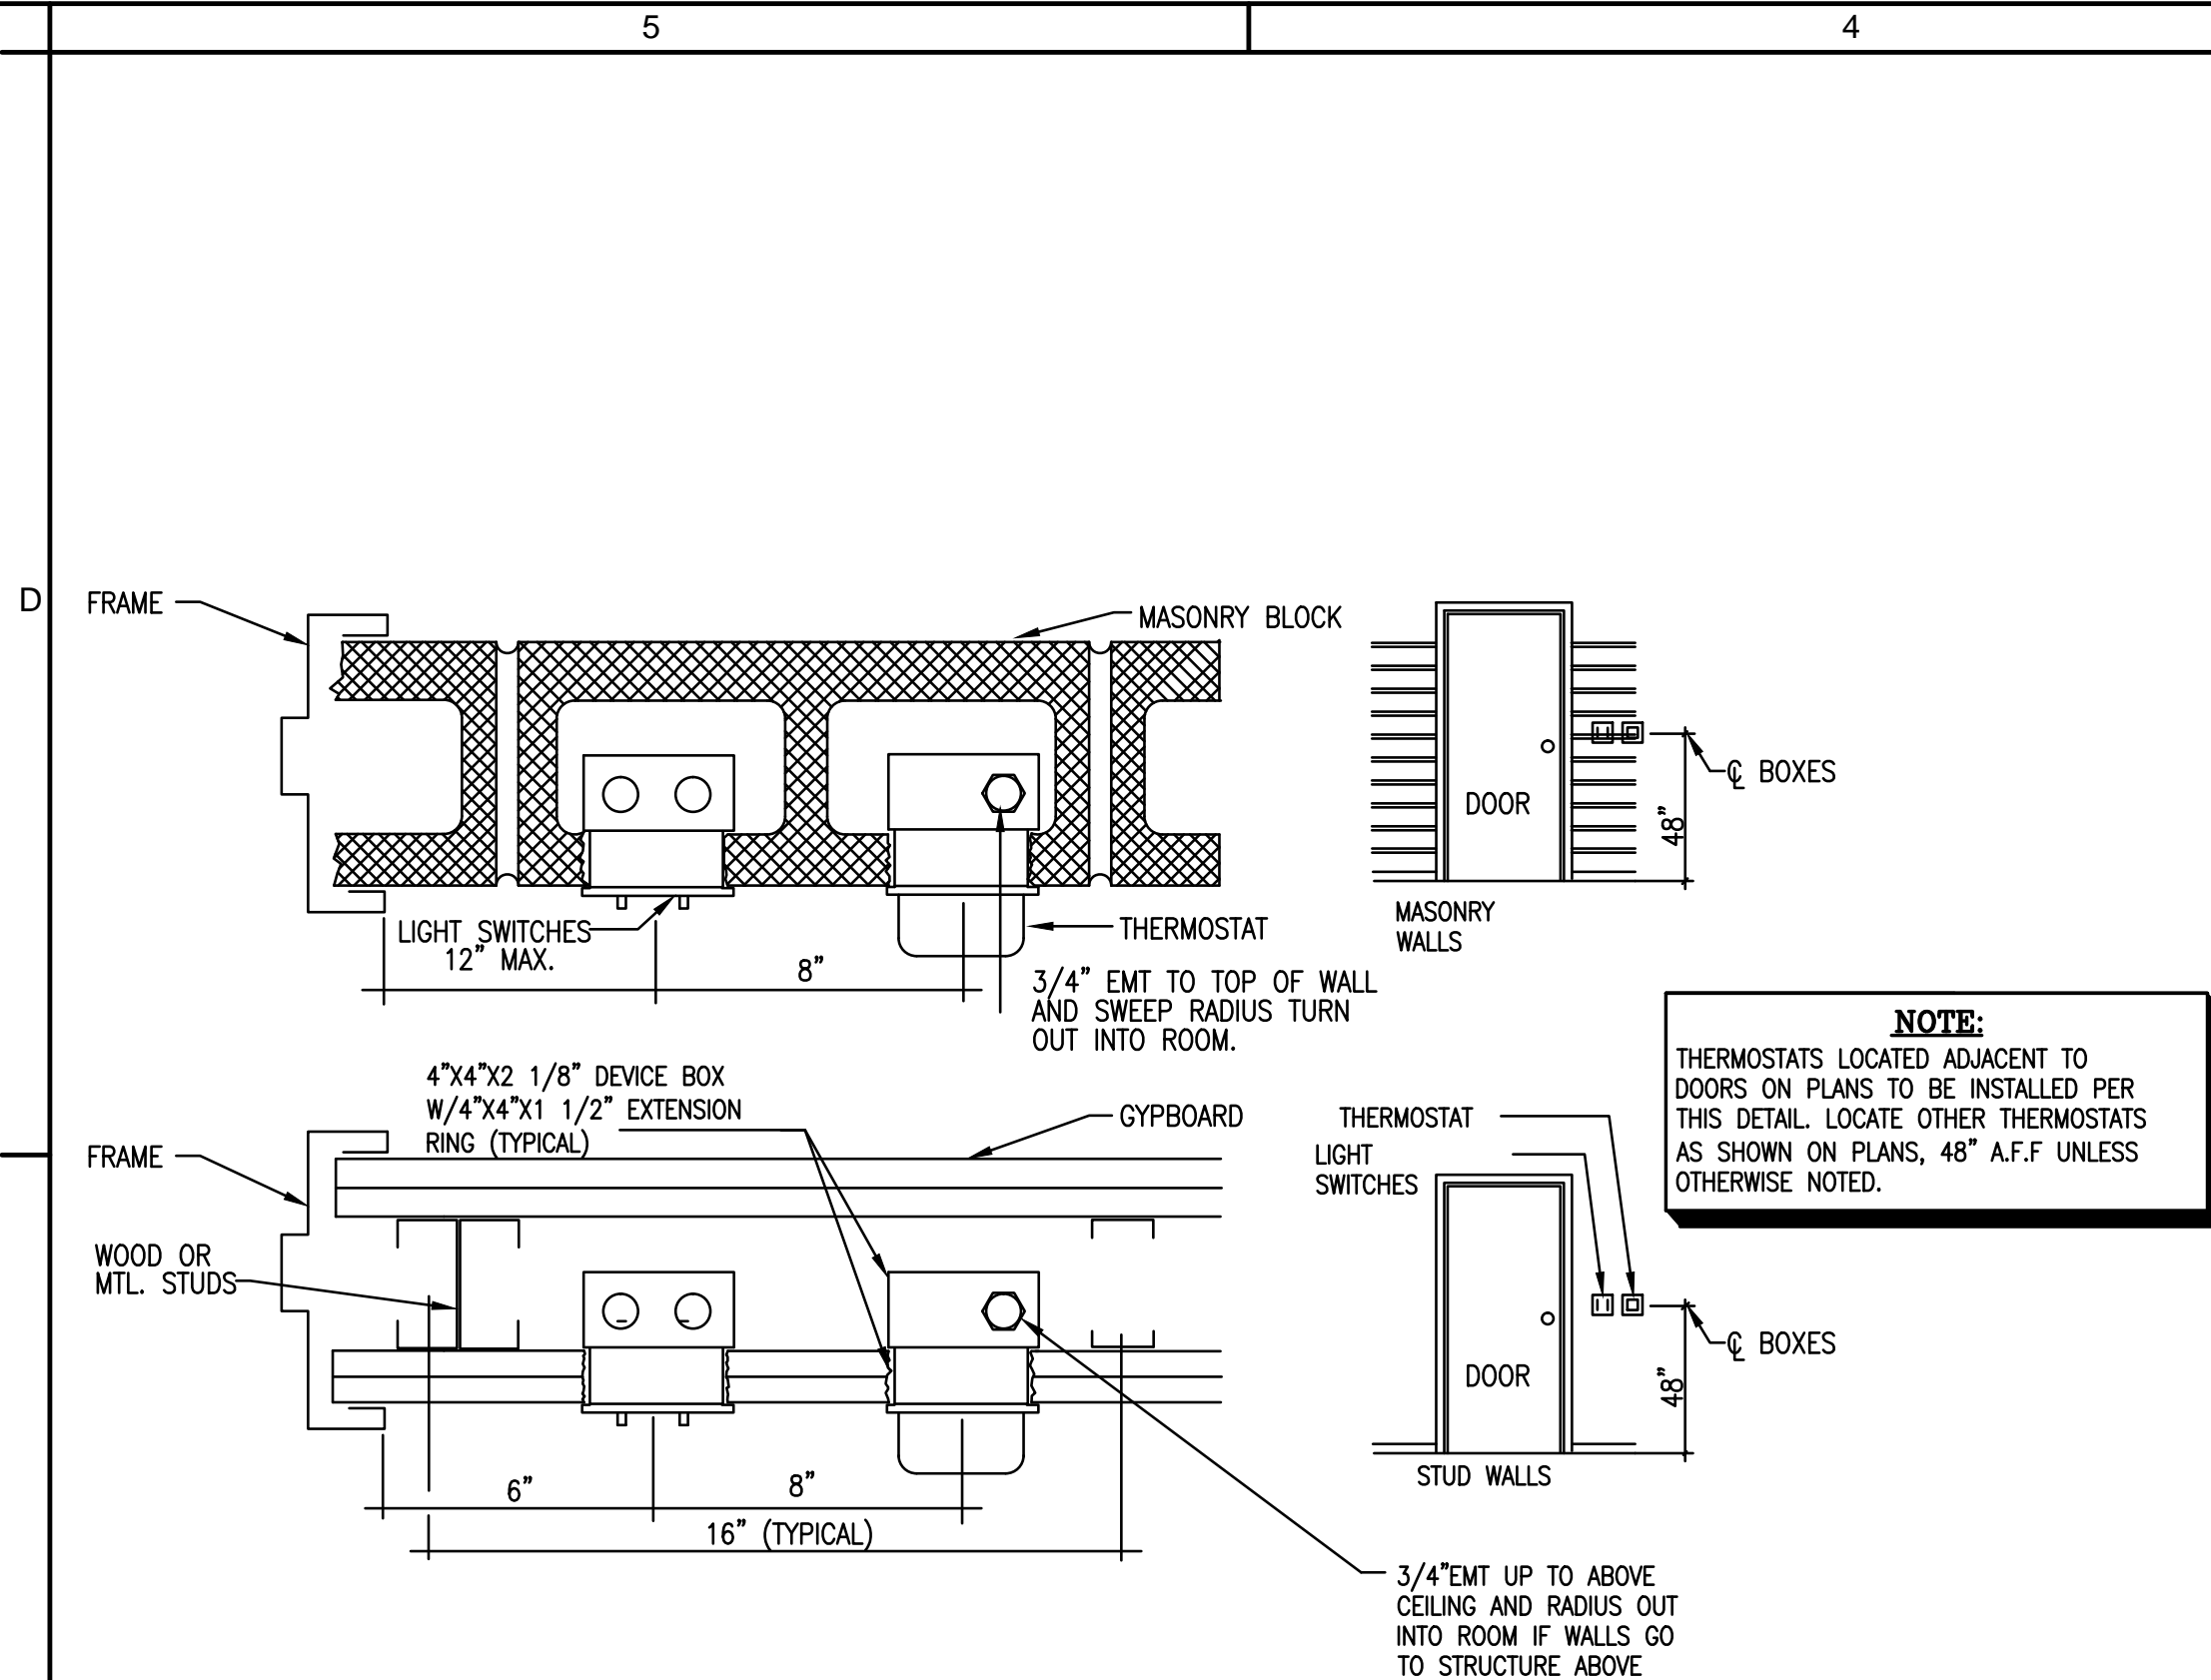 5
4
D
FRAME
MASONRY BLOCK
DOOR
℄ BOXES
48"
LIGHT SWITCHES
12" MAX.
8"
THERMOSTAT
MASONRY
WALLS
3/4" EMT TO TOP OF WALL
AND SWEEP RADIUS TURN
OUT INTO ROOM.
NOTE:
THERMOSTATS LOCATED ADJACENT TO
DOORS ON PLANS TO BE INSTALLED PER
THIS DETAIL. LOCATE OTHER THERMOSTATS
AS SHOWN ON PLANS, 48" A.F.F UNLESS
OTHERWISE NOTED.
4"X4"X2 1/8" DEVICE BOX
W/4"X4"X1 1/2" EXTENSION
RING (TYPICAL)
GYPBOARD
FRAME
WOOD OR
MTL. STUDS
THERMOSTAT
LIGHT
SWITCHES
DOOR
℄ BOXES
48"
STUD WALLS
6"
8"
16" (TYPICAL)
3/4"EMT UP TO ABOVE
CEILING AND RADIUS OUT
INTO ROOM IF WALLS GO
TO STRUCTURE ABOVE